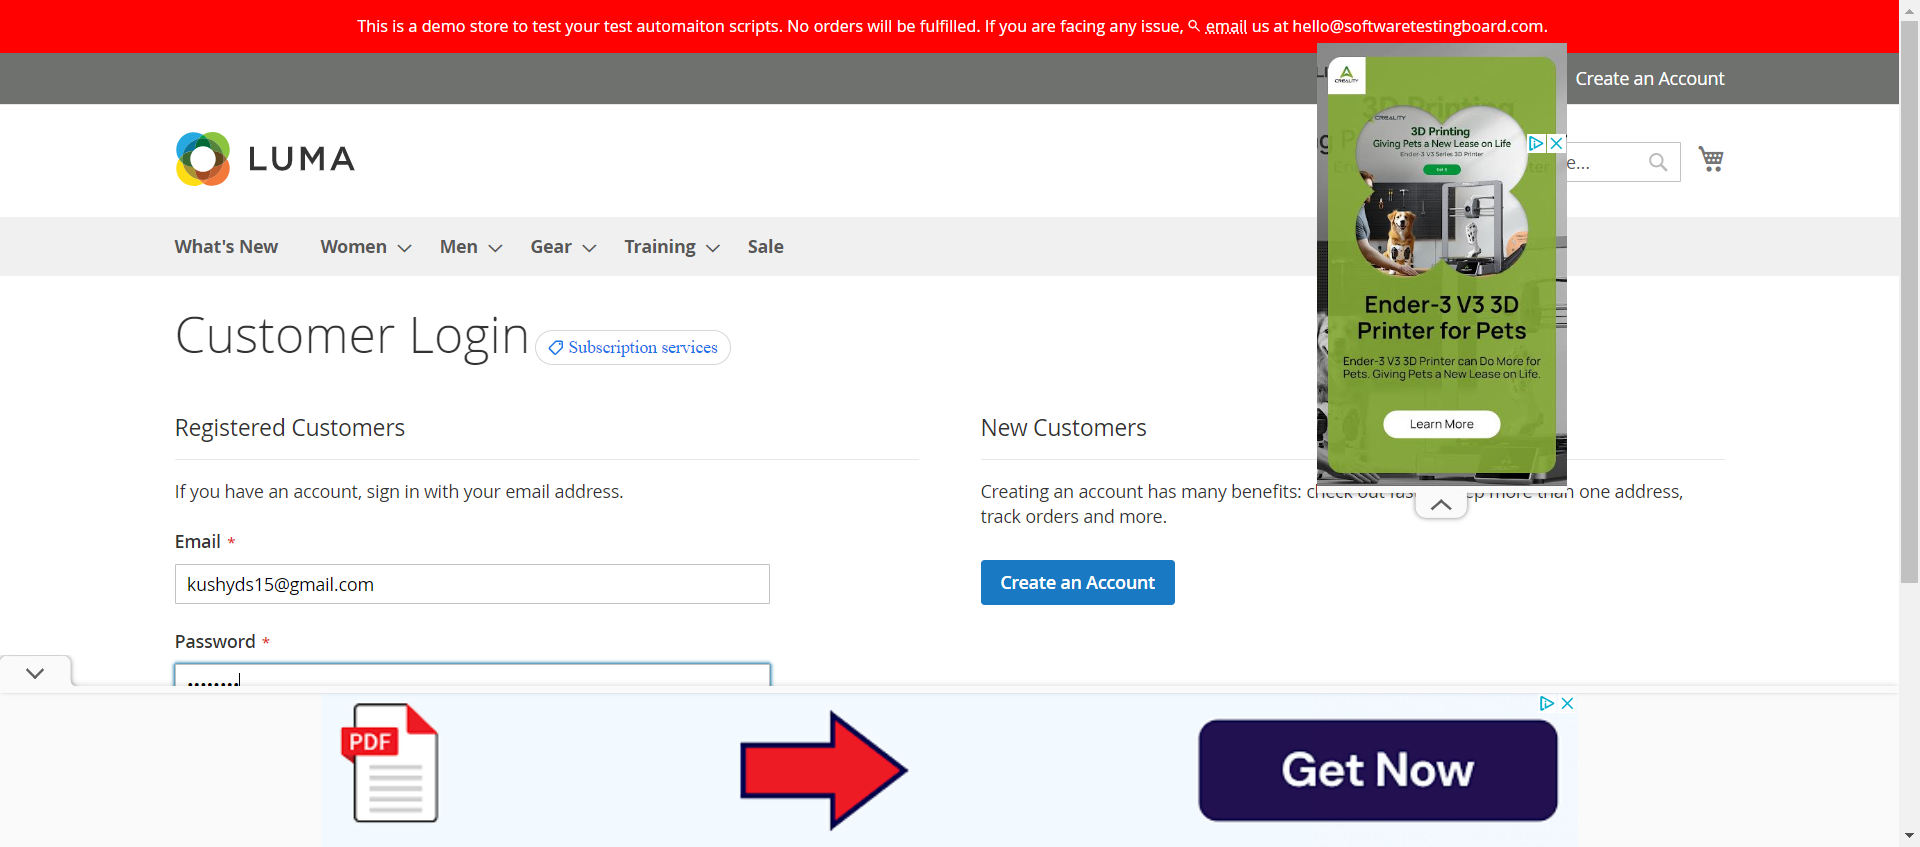 This is a demo store to test your test automaiton scripts. No orders will be fulfilled. If you are facing any issue, email us at hello@softwaretestingboard.com.
Create an Account
LUMA
e...
What's New
Women
Men
Gear
Training
Sale
Customer Login
Subscription services
Registered Customers
If you have an account, sign in with your email address.
Email *
kushyds15@gmail.com
Password *
••••••••
New Customers
Creating an account has many benefits: check out more than one address,
track orders and more.
Create an Account
CREALITY
CREALITY
3D Printing
Giving Pets a New Lease on Life
Ender-3 V3 Series 3D Printer
Ender-3 V3 3D
Printer for Pets
Ender-3 V3 3D Printer can Do More for
Pets. Giving Pets a New Lease on Life.
Learn More
PDF
Get Now